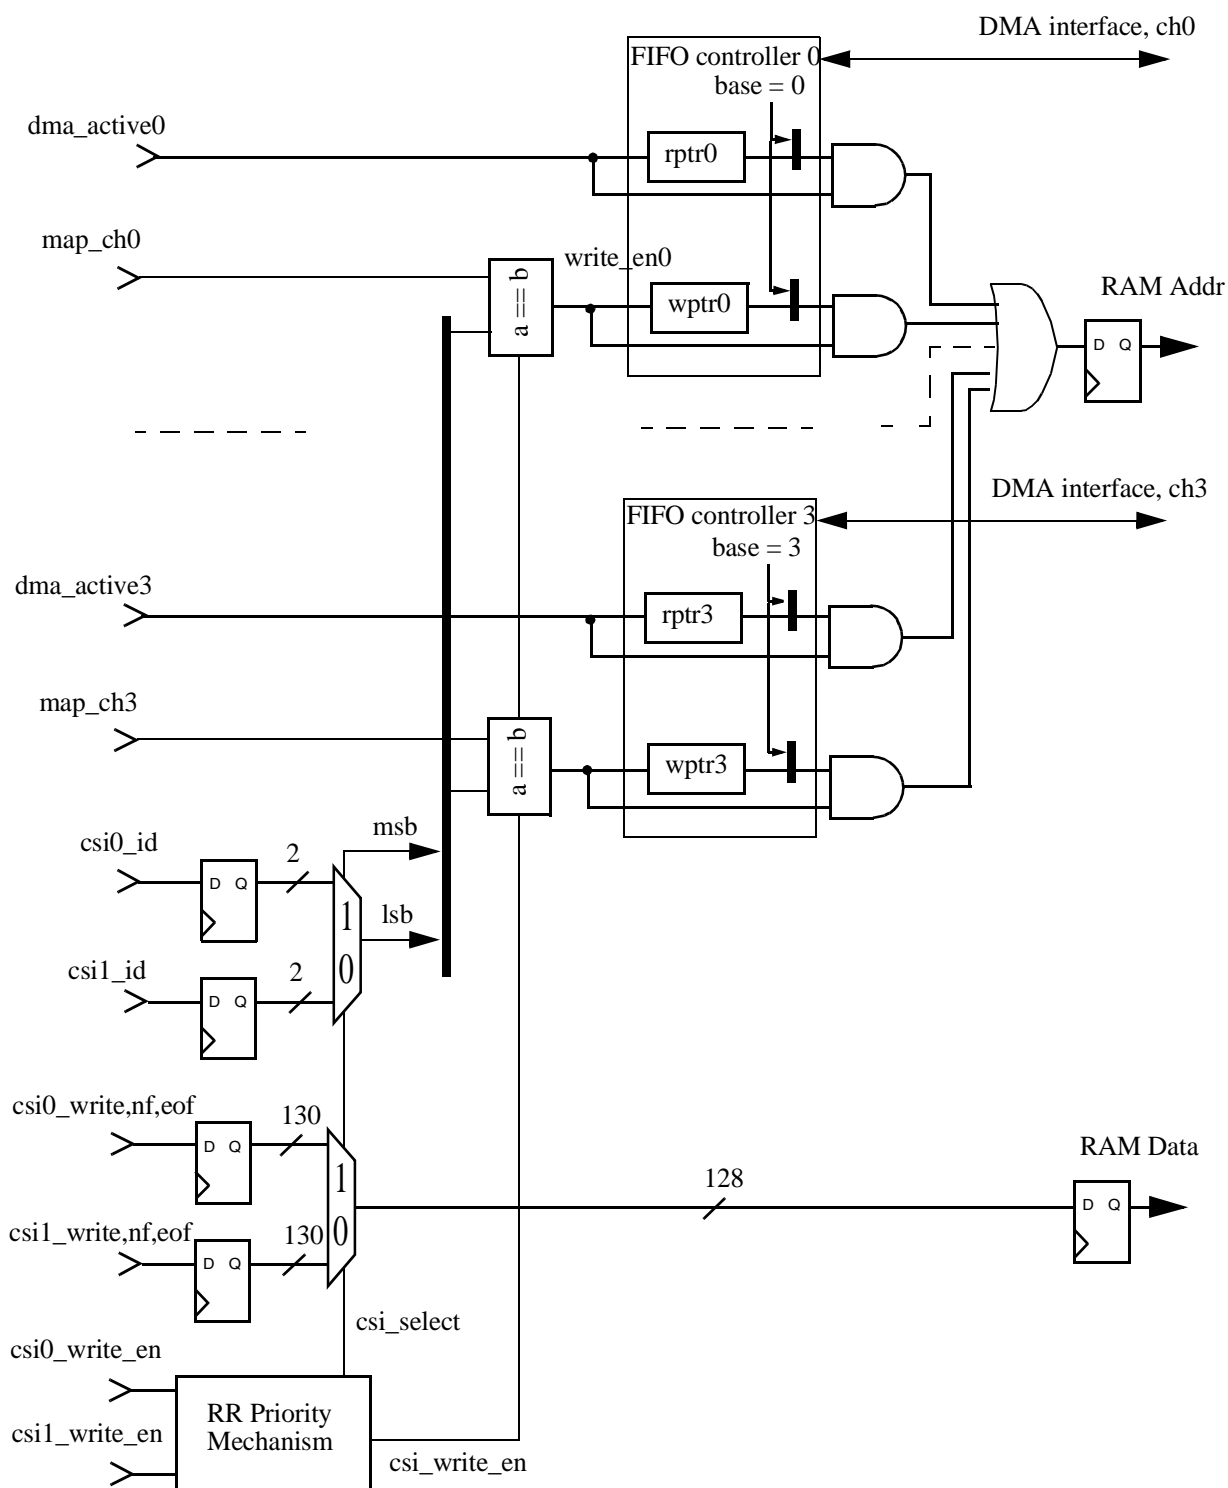 DMA interface, ch0
FIFO controller 0
base = 0
dma_active0
rptr0
map_ch0
write_en0
a == b
wptr0
RAM Addr
D Q
DMA interface, ch3
FIFO controller 3
base = 3
dma_active3
rptr3
map_ch3
a == b
wptr3
csi0_id
D Q
2
msb
1
lsb
0
csi1_id
D Q
2
csi0_write,nf,eof
D Q
130
1
0
128
RAM Data
D Q
csi1_write,nf,eof
D Q
130
csi_select
csi0_write_en
csi1_write_en
RR Priority
Mechanism
csi_write_en